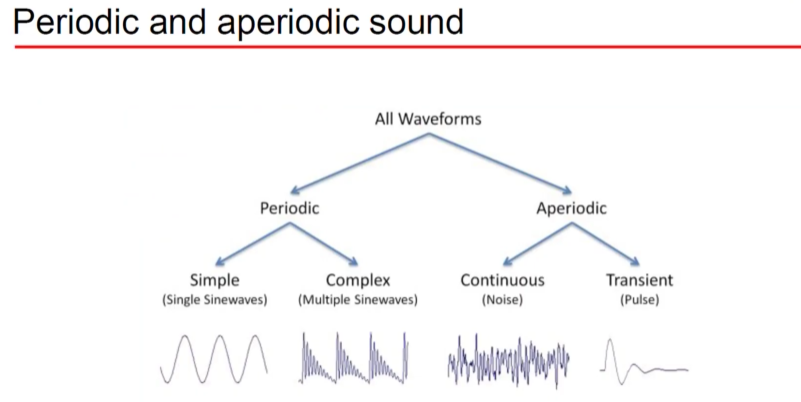 Periodic and aperiodic sound
All Waveforms
Periodic
Aperiodic
Simple
(Single Sinewaves)
Complex
(Multiple Sinewaves)
Continuous
(Noise)
Transient
(Pulse)